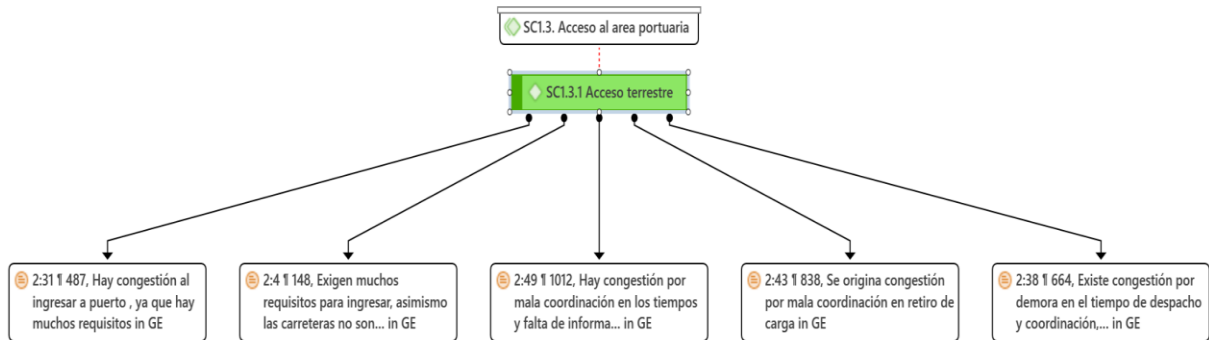 SC1.3. Acceso al area portuaria
SC1.3.1 Acceso terrestre
2:31 ¶ 487, Hay congestión al
ingresar a puerto , ya que hay
muchos requisitos in GE
2:4 ¶ 148, Exigen muchos
requisitos para ingresar, asimismo
las carreteras no son... in GE
2:49 ¶ 1012, Hay congestión por
mala coordinación en los tiempos
y falta de informa... in GE
2:43 ¶ 838, Se origina congestión
por mala coordinación en retiro de
carga in GE
2:38 ¶ 664, Existe congestión por
demora en el tiempo de despacho
y coordinación,... in GE